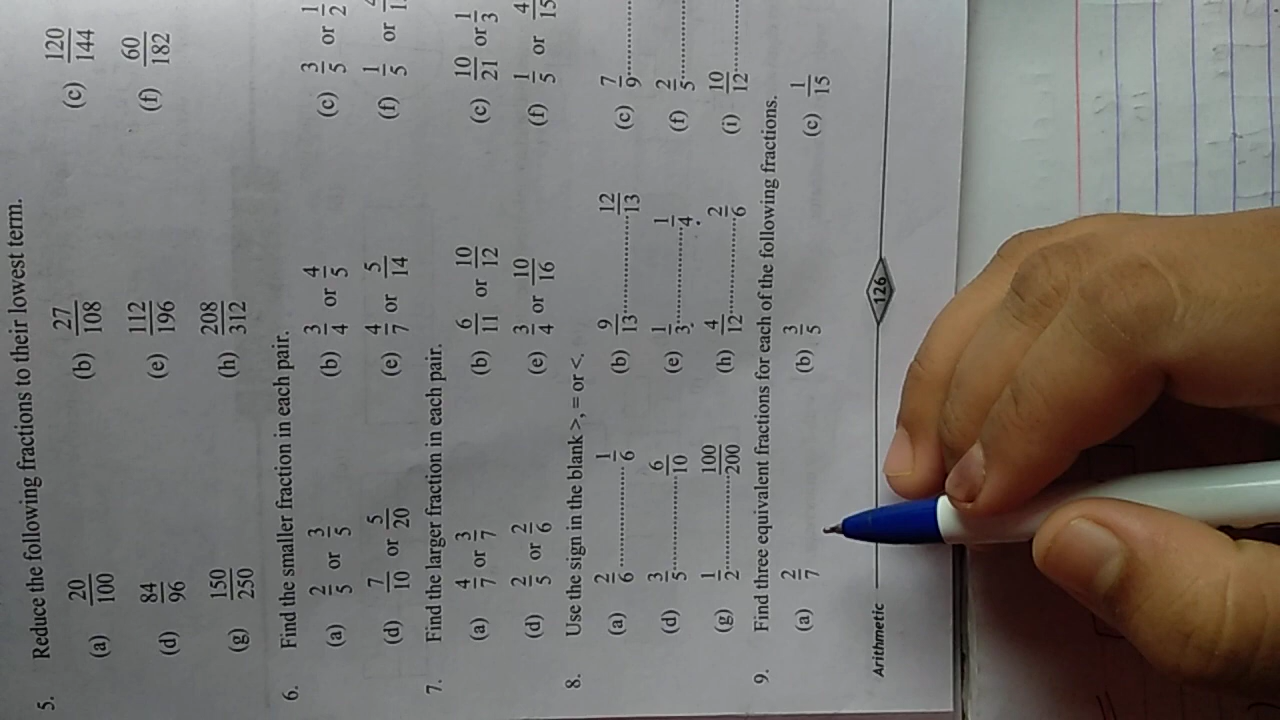 5. Reduce the following fractions to their lowest term.
(a) 20/100 (b) 27/108 (c) 120/144
(d) 84/96 (e) 112/196 (f) 60/182
(g) 150/250 (h) 208/312
6. Find the smaller fraction in each pair.
(a) 2/5 or 3/5 (b) 3/4 or 4/5 (c) 3/5 or 1/2
(d) 7/10 or 5/20 (e) 4/7 or 5/14 (f) 1/5 or
7. Find the larger fraction in each pair.
(a) 4/7 or 3/7 (b) 6/11 or 10/12 (c) 10/21 or 1/3
(d) 2/5 or 2/6 (e) 3/4 or 10/16 (f) 1/5 or 4/15
8. Use the sign in the blank >, = or <.
(a) 2/6 ............ 1/6 (b) 9/13 ............ 12/13 (c) 7/9 ............
(d) 3/5 ............ 6/10 (e) 1/3 ............ 1/4 (f) 2/5 ............
(g) 1/2 ............ 100/200 (h) 4/12 ............ 2/6 (i) 10/12 ............
9. Find three equivalent fractions for each of the following fractions.
(a) 2/7 (b) 3/5 (c) 1/15
Arithmetic 126